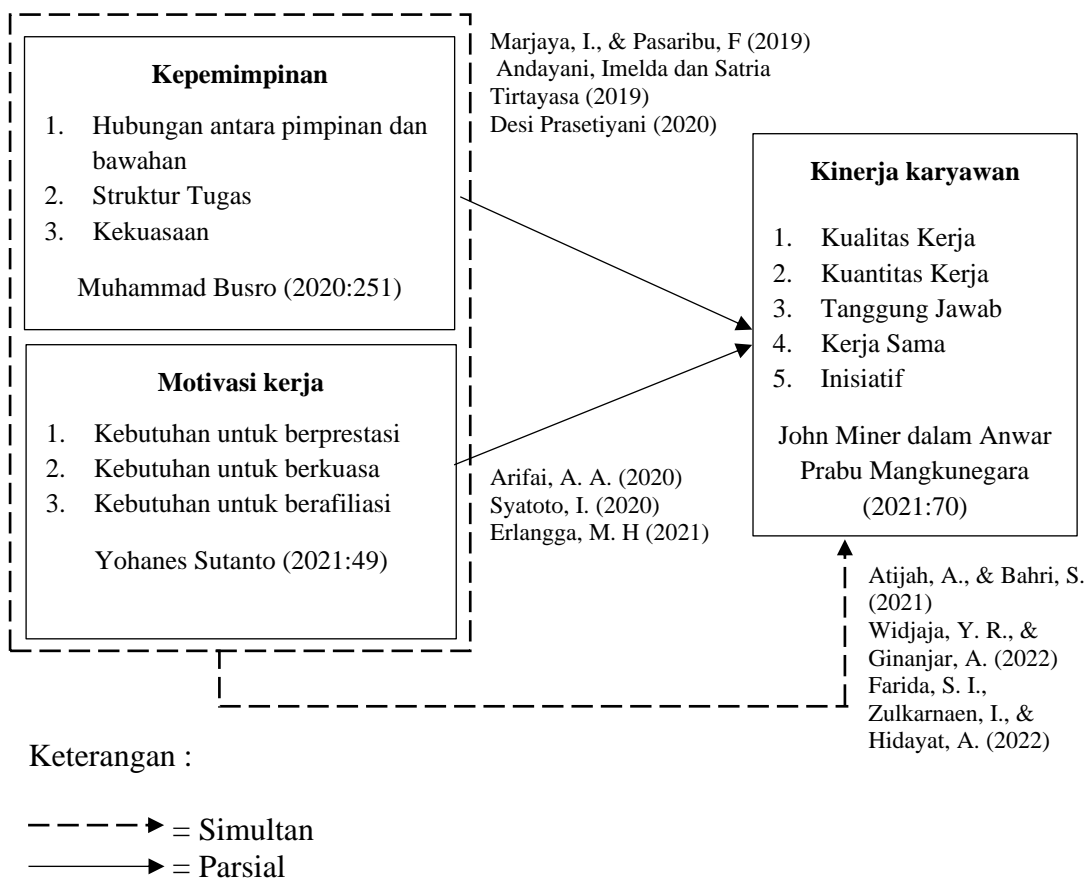 Kepemimpinan
1. Hubungan antara pimpinan dan
bawahan
2. Struktur Tugas
3. Kekuasaan
Muhammad Busro (2020:251)
Marjaya, I., & Pasaribu, F (2019)
Andayani, Imelda dan Satria
Tirtayasa (2019)
Desi Prasetiyani (2020)
Motivasi kerja
1. Kebutuhan untuk berprestasi
2. Kebutuhan untuk berkuasa
3. Kebutuhan untuk berafiliasi
Yohanes Sutanto (2021:49)
Arifai, A. A. (2020)
Syatoto, I. (2020)
Erlangga, M. H (2021)
Kinerja karyawan
1. Kualitas Kerja
2. Kuantitas Kerja
3. Tanggung Jawab
4. Kerja Sama
5. Inisiatif
John Miner dalam Anwar
Prabu Mangkunegara
(2021:70)
Atijah, A., & Bahri, S.
(2021)
Widjaja, Y. R., &
Ginanjar, A. (2022)
Farida, S. I.,
Zulkarnaen, I., &
Hidayat, A. (2022)
Keterangan :
= Simultan
= Parsial